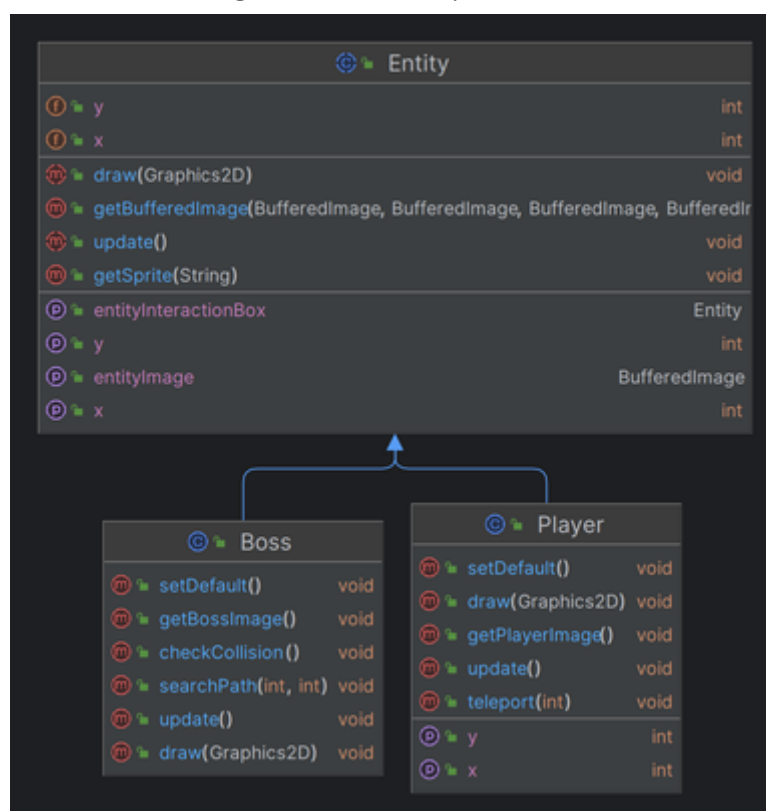 Entity
y int
x int
draw(Graphics2D) void
getBufferedImage(BufferedImage, BufferedImage, BufferedImage, BufferedIr
update() void
getSprite(String) void
entityInteractionBox Entity
y int
entityImage BufferedImage
x int
Boss
setDefault() void
getBossImage() void
checkCollision() void
searchPath(int, int) void
update() void
draw(Graphics2D) void
Player
setDefault() void
draw(Graphics2D) void
getPlayerImage() void
update() void
teleport(int) void
y int
x int